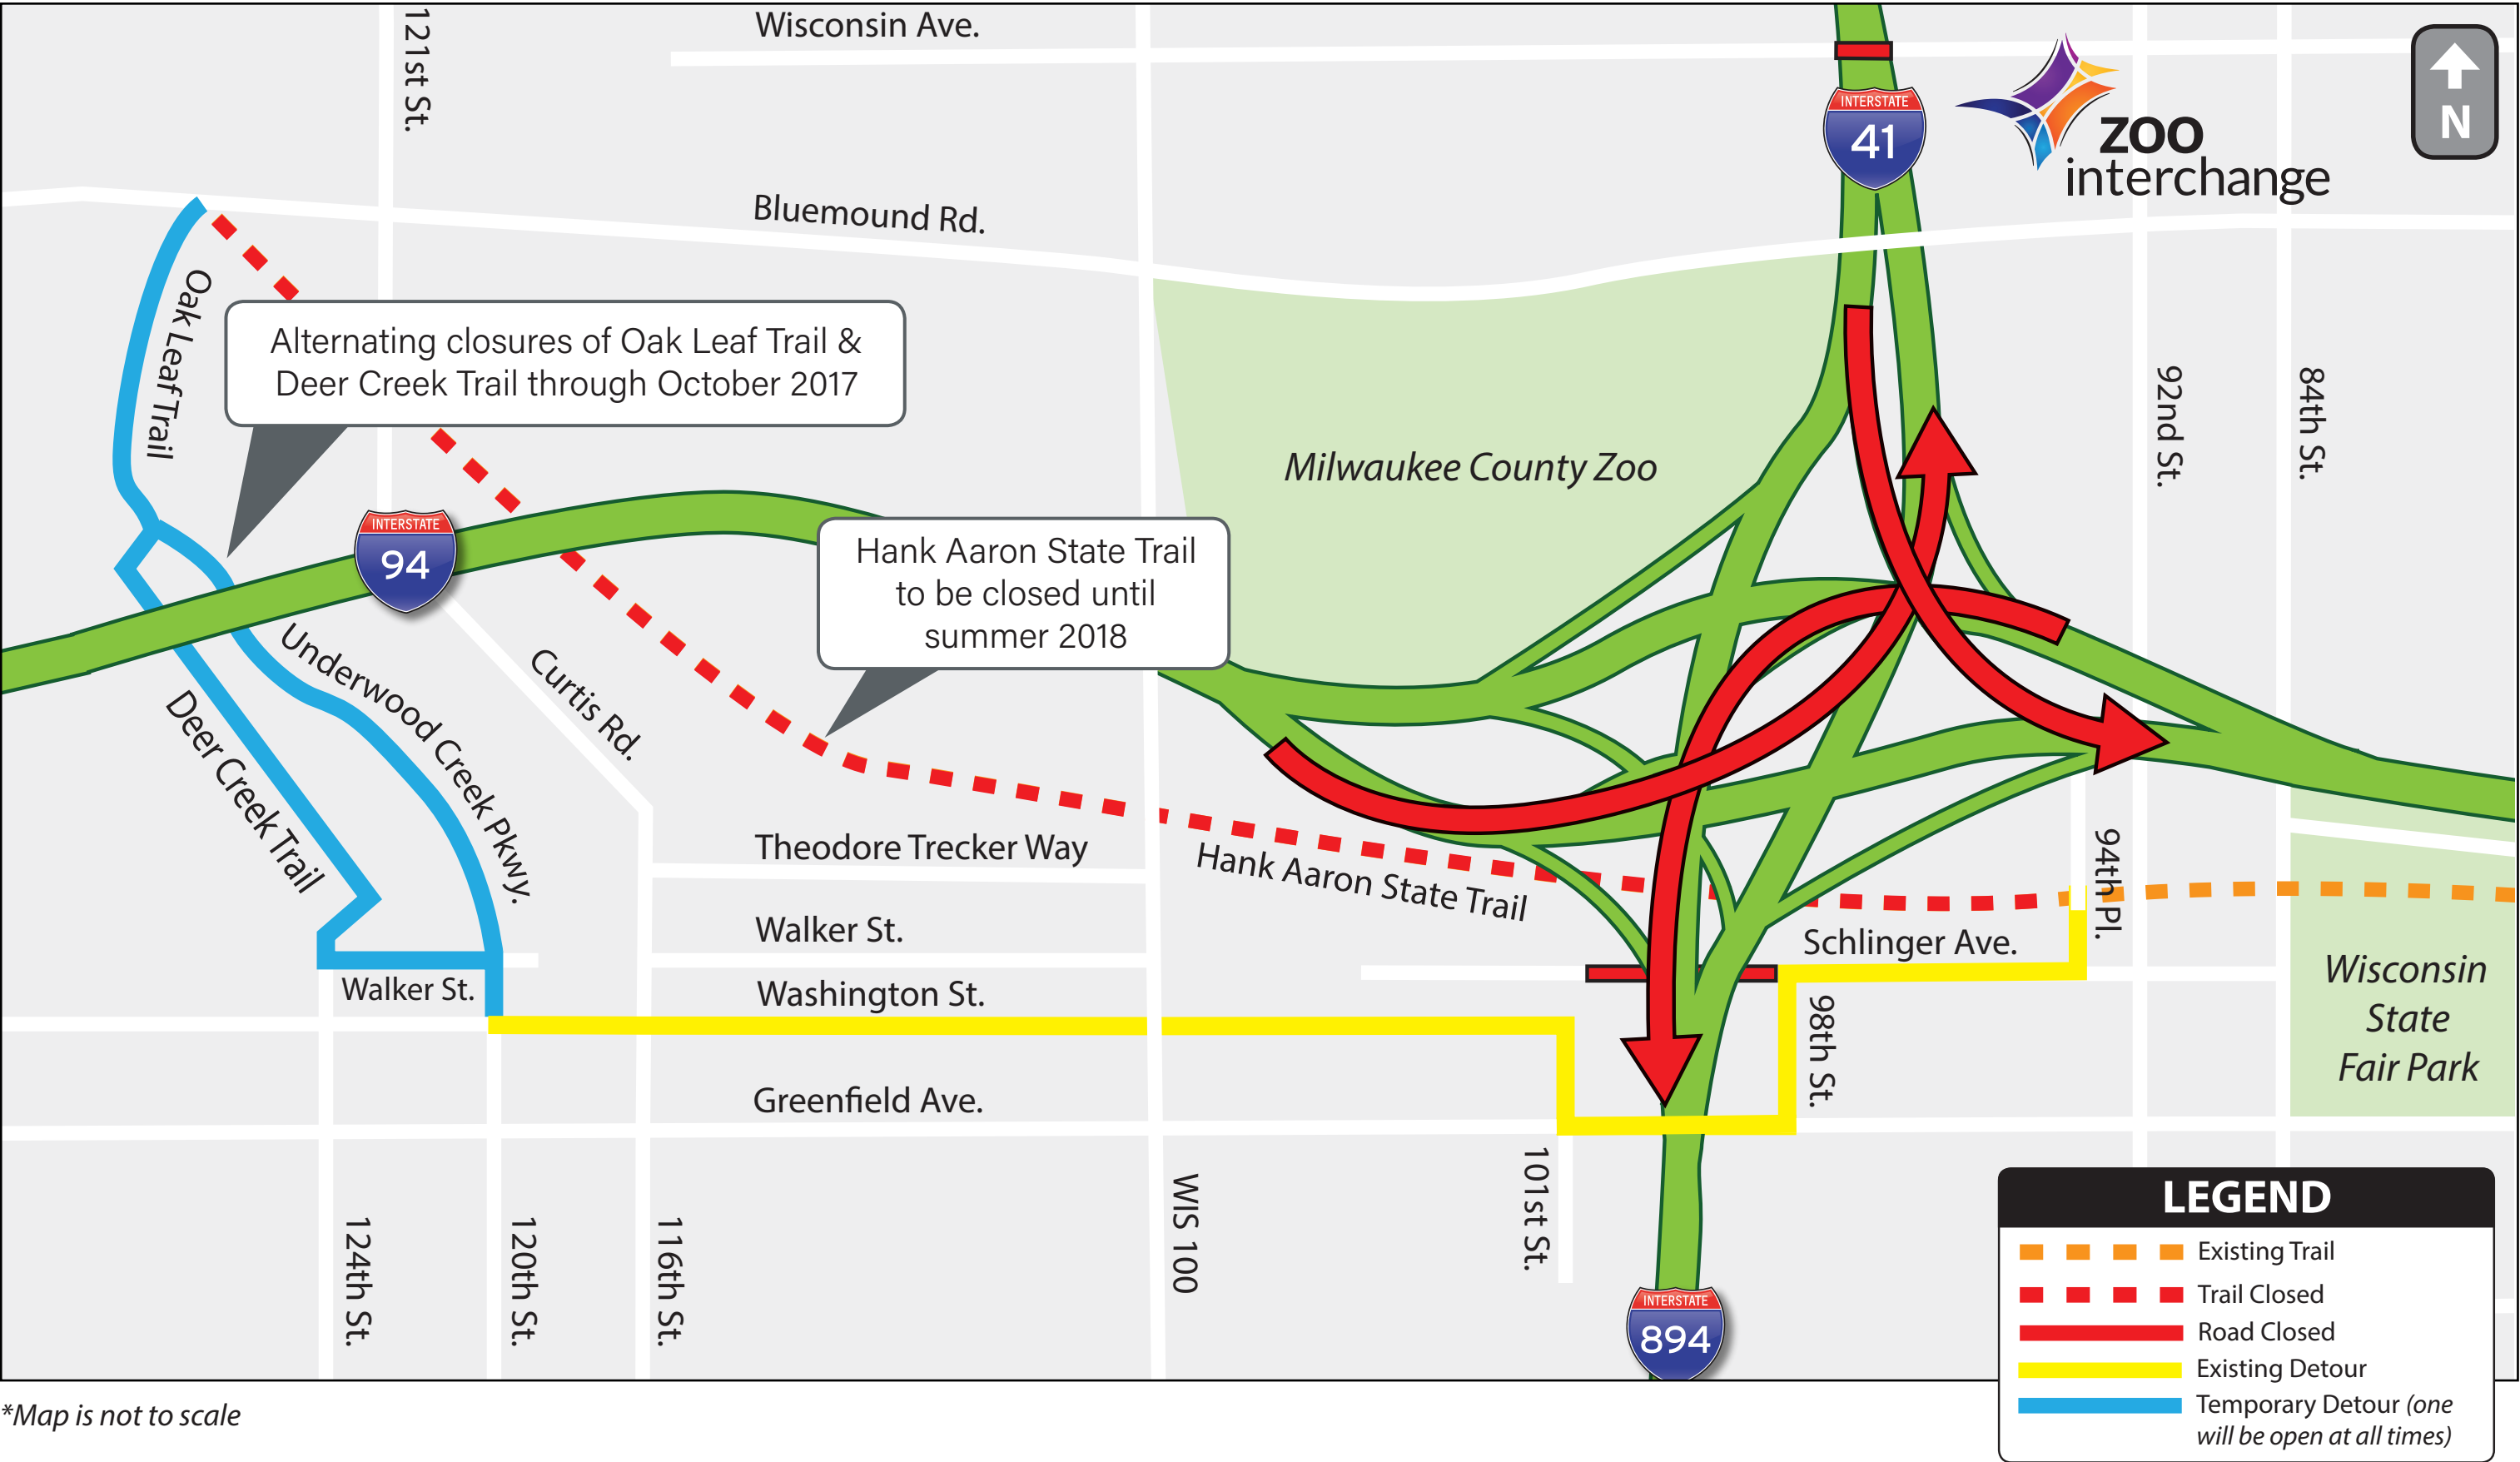 Wisconsin Ave.
121st St.
INTERSTATE
41
zoo
interchange
N
Bluemound Rd.
Oak Leaf Trail
Alternating closures of Oak Leaf Trail &
Deer Creek Trail through October 2017
Milwaukee County Zoo
92nd St.
84th St.
INTERSTATE
94
Hank Aaron State Trail
to be closed until
summer 2018
Underwood Creek Pkwy.
Curtis Rd.
Deer Creek Trail
Theodore Trecker Way
Hank Aaron State Trail
94th Pl.
Walker St.
Schlinger Ave.
Walker St.
Washington St.
98th St.
Wisconsin
State
Fair Park
Greenfield Ave.
101st St.
WIS 100
124th St.
120th St.
116th St.
INTERSTATE
894
LEGEND
Existing Trail
Trail Closed
Road Closed
Existing Detour
Temporary Detour (one
will be open at all times)
*Map is not to scale